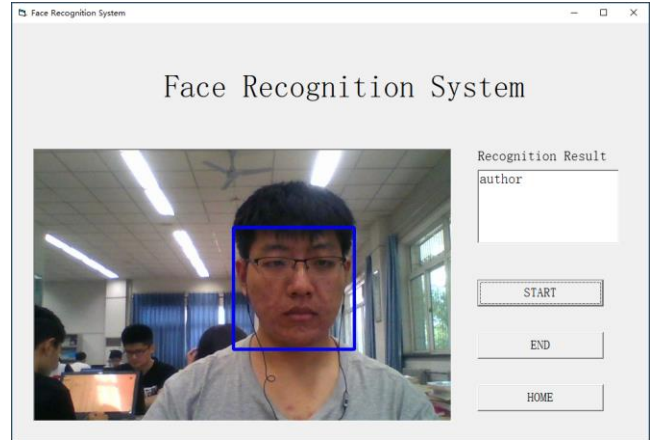 Face Recognition System
Face Recognition System
Recognition Result
author
START
END
HOME